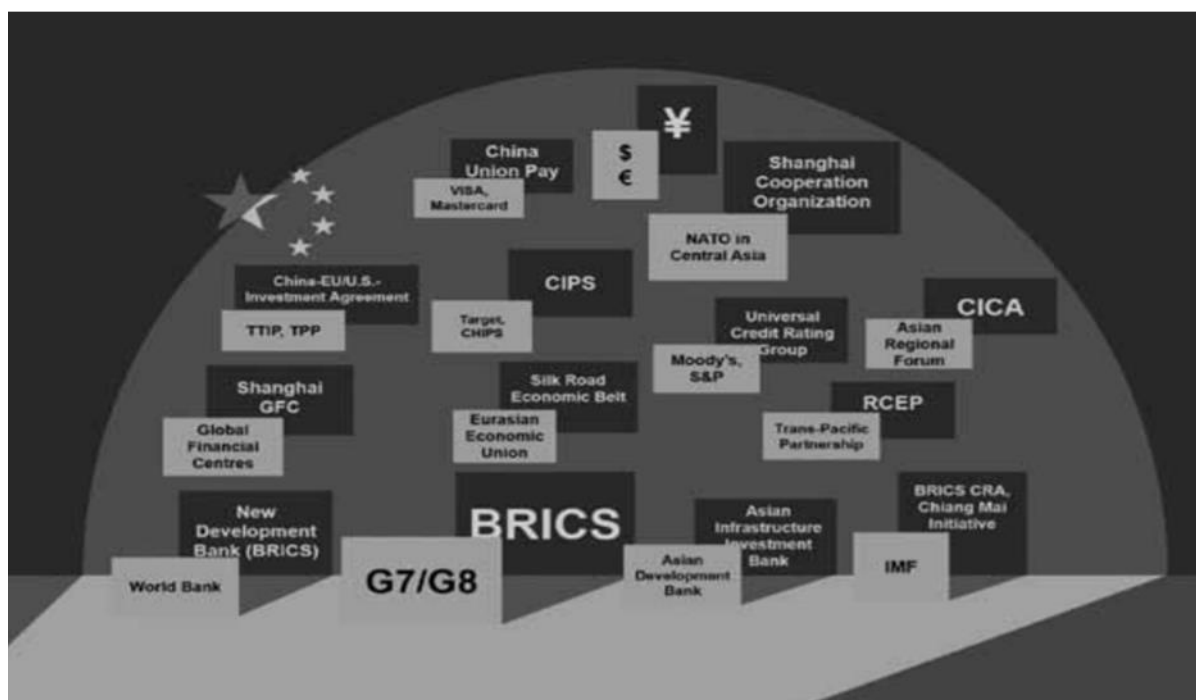 ¥
$
€
China
Union Pay
VISA,
Mastercard
Shanghai
Cooperation
Organization
NATO in
Central Asia
China-EU/U.S.-
Investment Agreement
TTIP, TPP
CIPS
Target,
CHIPS
Universal
Credit Rating
Group
Moody's,
S&P
CICA
Asian
Regional
Forum
Shanghai
GFC
Global
Financial
Centres
Silk Road
Economic Belt
Eurasian
Economic
Union
RCEP
Trans-Pacific
Partnership
New
Development
Bank (BRICS)
World Bank
BRICS
G7/G8
Asian
Infrastructure
Investment
Bank
Asian
Development
Bank
BRICS CRA,
Chiang Mai
Initiative
IMF